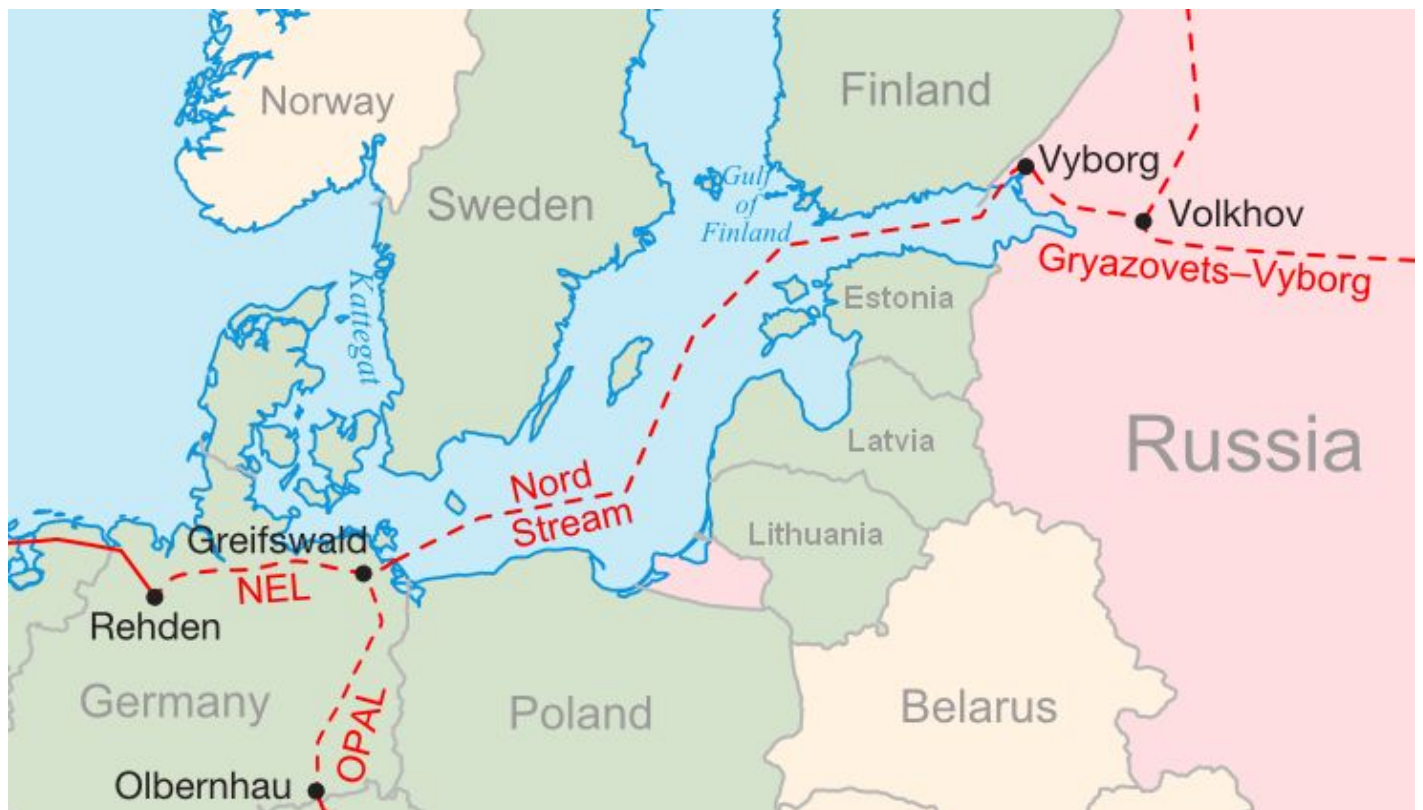 Norway
Finland
Sweden
Gulf
of
Finland
Vyborg
Volkhov
Gryazovets–Vyborg
Kattegat
Estonia
Latvia
Russia
Nord
Stream
Lithuania
Greifswald
NEL
Rehden
Germany
OPAL
Poland
Belarus
Olbernhau